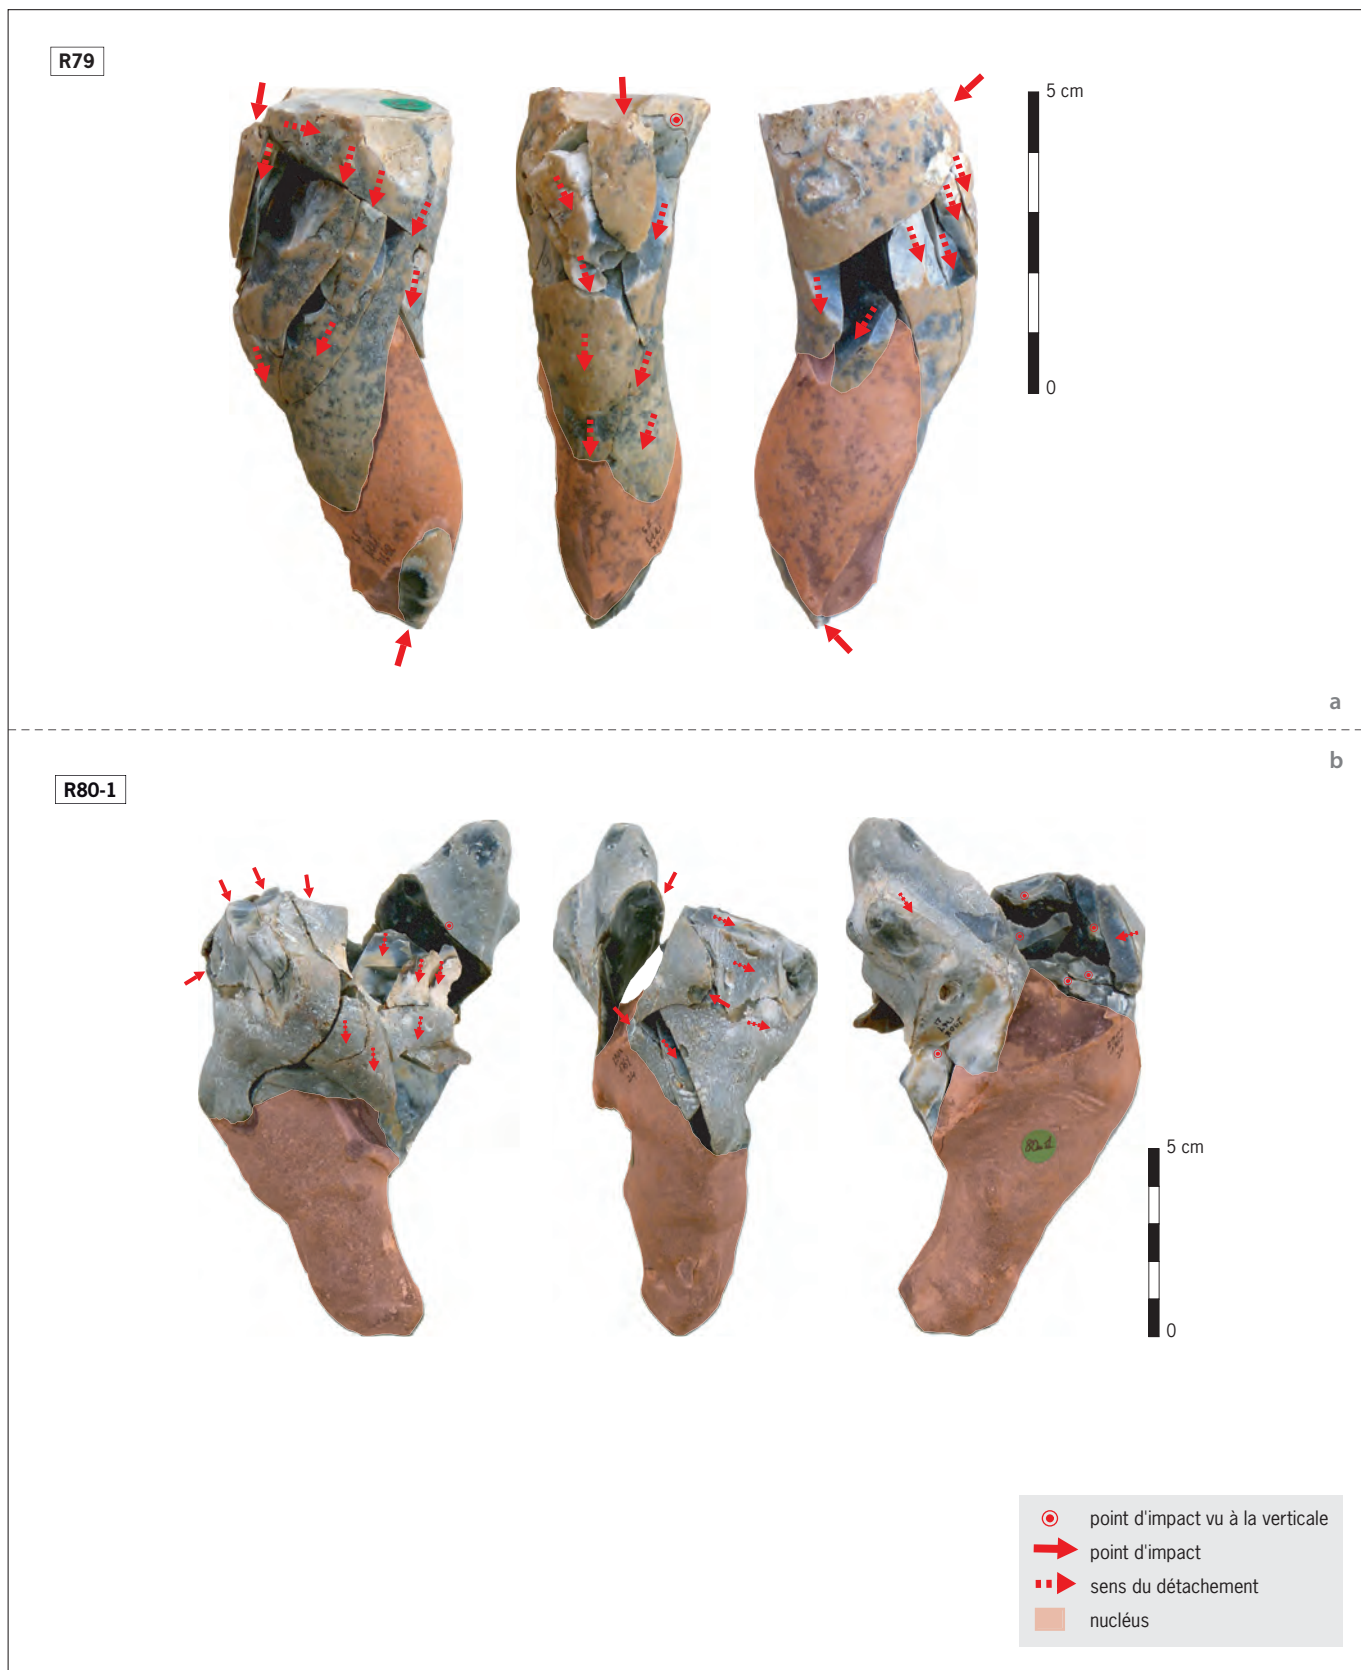 R79
5 cm
0
a
b
R80-1
5 cm
0
point d'impact vu à la verticale
point d'impact
sens du détachement
nucléus